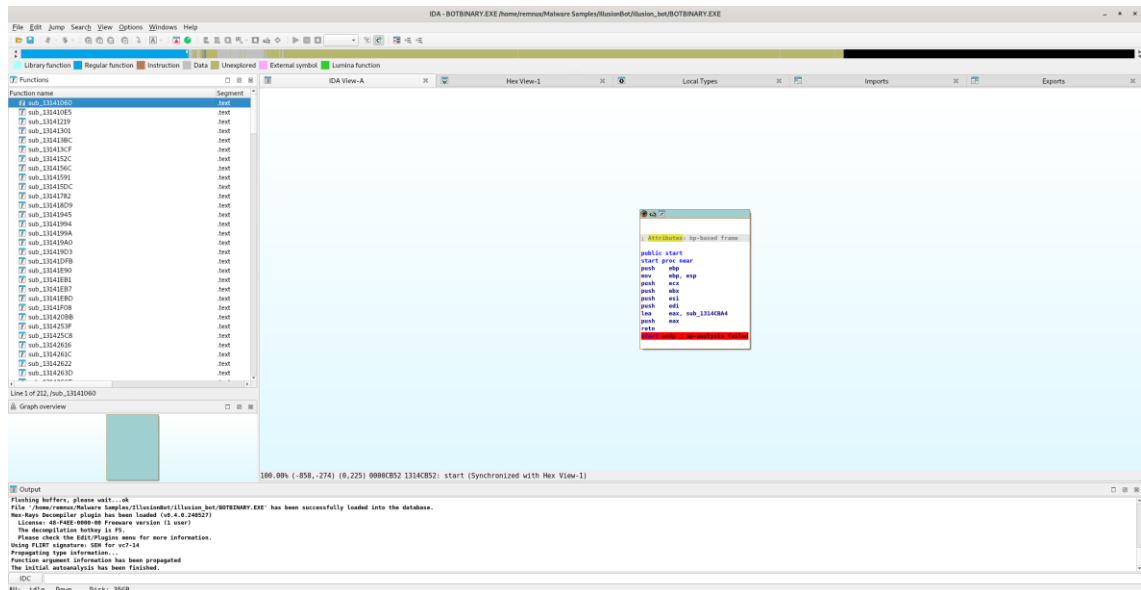 IDA - BOTBINARY.EXE /home/remnux/Malware Samples/IllusionBot/illusion_bot/BOTBINARY.EXE
File Edit Jump Search View Options Windows Help
Library function Regular function Instruction Data Unexplored External symbol Lumina function
Functions
IDA View-A Hex View-1 Local Types Imports Exports
Function name Segment
sub_13141060 .text
sub_131410E5 .text
sub_13141219 .text
sub_13141301 .text
sub_131413BC .text
sub_131413CF .text
sub_1314152C .text
sub_1314156C .text
sub_13141591 .text
sub_131415DC .text
sub_13141782 .text
sub_131418D9 .text
sub_13141945 .text
sub_13141994 .text
sub_1314199A .text
sub_131419A0 .text
sub_131419D3 .text
sub_13141DFB .text
sub_13141E90 .text
sub_13141EB1 .text
sub_13141EB7 .text
sub_13141EBD .text
sub_13141F08 .text
sub_131420BB .text
sub_1314253F .text
sub_131425C8 .text
sub_13142616 .text
sub_1314261C .text
sub_13142622 .text
sub_1314263D .text
Line 1 of 212, /sub_13141060
Graph overview
; Attributes: bp-based frame
public start
start proc near
push ebp
mov ebp, esp
push ecx
push ebx
push esi
push edi
lea eax, sub_1314CBA4
push eax
retn
start endp ; sp-analysis failed
100.00% (-858,-274) (0,225) 0000CB52 1314CB52: start (Synchronized with Hex View-1)
Output
Flushing buffers, please wait...ok
File '/home/remnux/Malware Samples/IllusionBot/illusion_bot/BOTBINARY.EXE' has been successfully loaded into the database.
Hex-Rays Decompiler plugin has been loaded (v8.4.0.240527)
License: 48-F4EE-0000-00 Freeware version (1 user)
The decompilation hotkey is F5.
Please check the Edit/Plugins menu for more information.
Using FLIRT signature: SEH for vc7-14
Propagating type information...
Function argument information has been propagated
The initial autoanalysis has been finished.
IDC
AU: idle Down Disk: 35GB